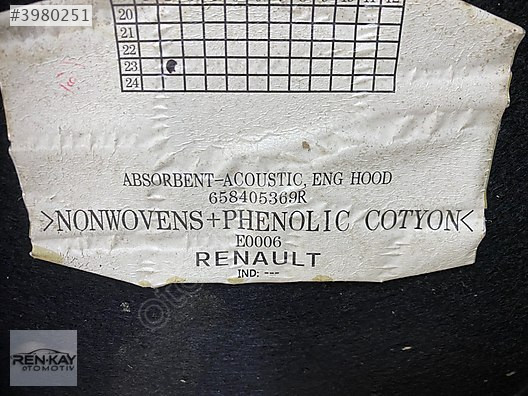 #3980251
20
21
22
23
24
ABSORBENT-ACOUSTIC, ENG HOOD
658405369R
>NONWOVENS+PHENOLIC COTYON<
E0006
RENAULT
IND: ---
REN-KAY
OTOMOTİV